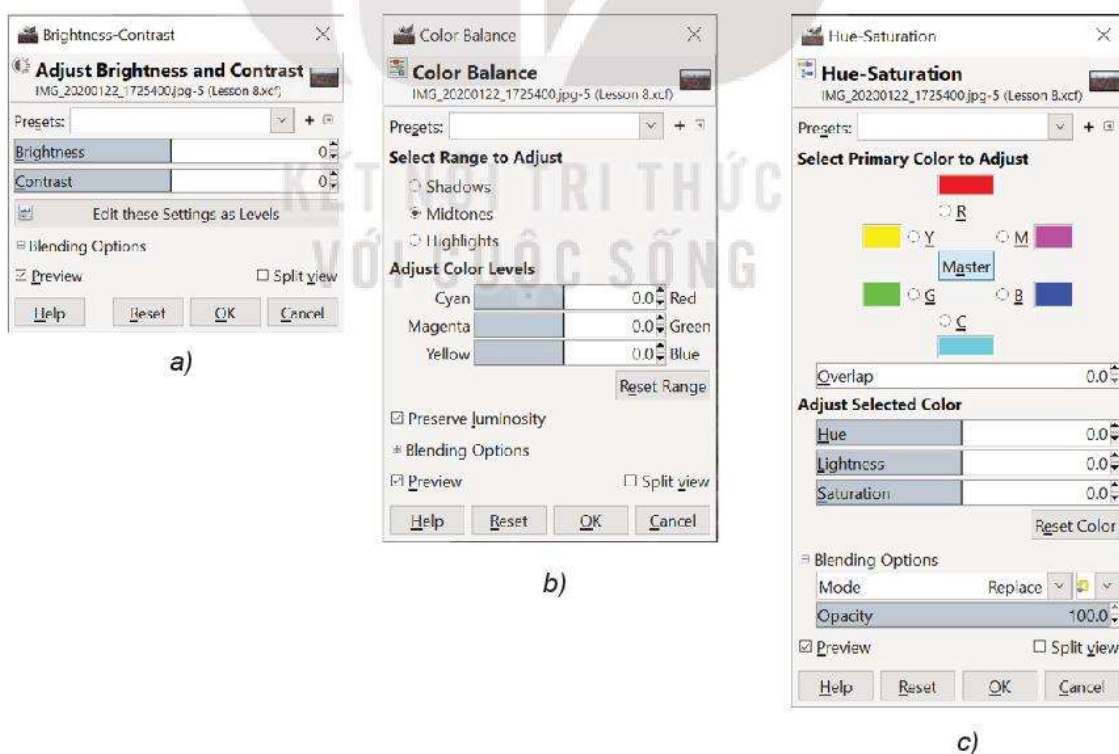 Brightness-Contrast
Adjust Brightness and Contrast
IMG_20200122_1725400.jpg-5 (Lesson 8.xcf)
Presets:
Brightness 0
Contrast 0
Edit these Settings as Levels
Blending Options
Preview Split view
Help Reset OK Cancel
a)
Color Balance
Color Balance
IMG_20200122_1725400.jpg-5 (Lesson 8.xcf)
Presets:
Select Range to Adjust
Shadows
Midtones
Highlights
Adjust Color Levels
Cyan 0.0 Red
Magenta 0.0 Green
Yellow 0.0 Blue
Reset Range
Preserve luminosity
Blending Options
Preview Split view
Help Reset OK Cancel
b)
Hue-Saturation
Hue-Saturation
IMG_20200122_1725400.jpg-5 (Lesson 8.xcf)
Presets:
Select Primary Color to Adjust
R
Y M
Master
G B
C
Overlap 0.0
Adjust Selected Color
Hue 0.0
Lightness 0.0
Saturation 0.0
Reset Color
Blending Options
Mode Replace
Opacity 100.0
Preview Split view
Help Reset OK Cancel
c)
KẾT NỐI TRI THỨC
VỚI CUỘC SỐNG